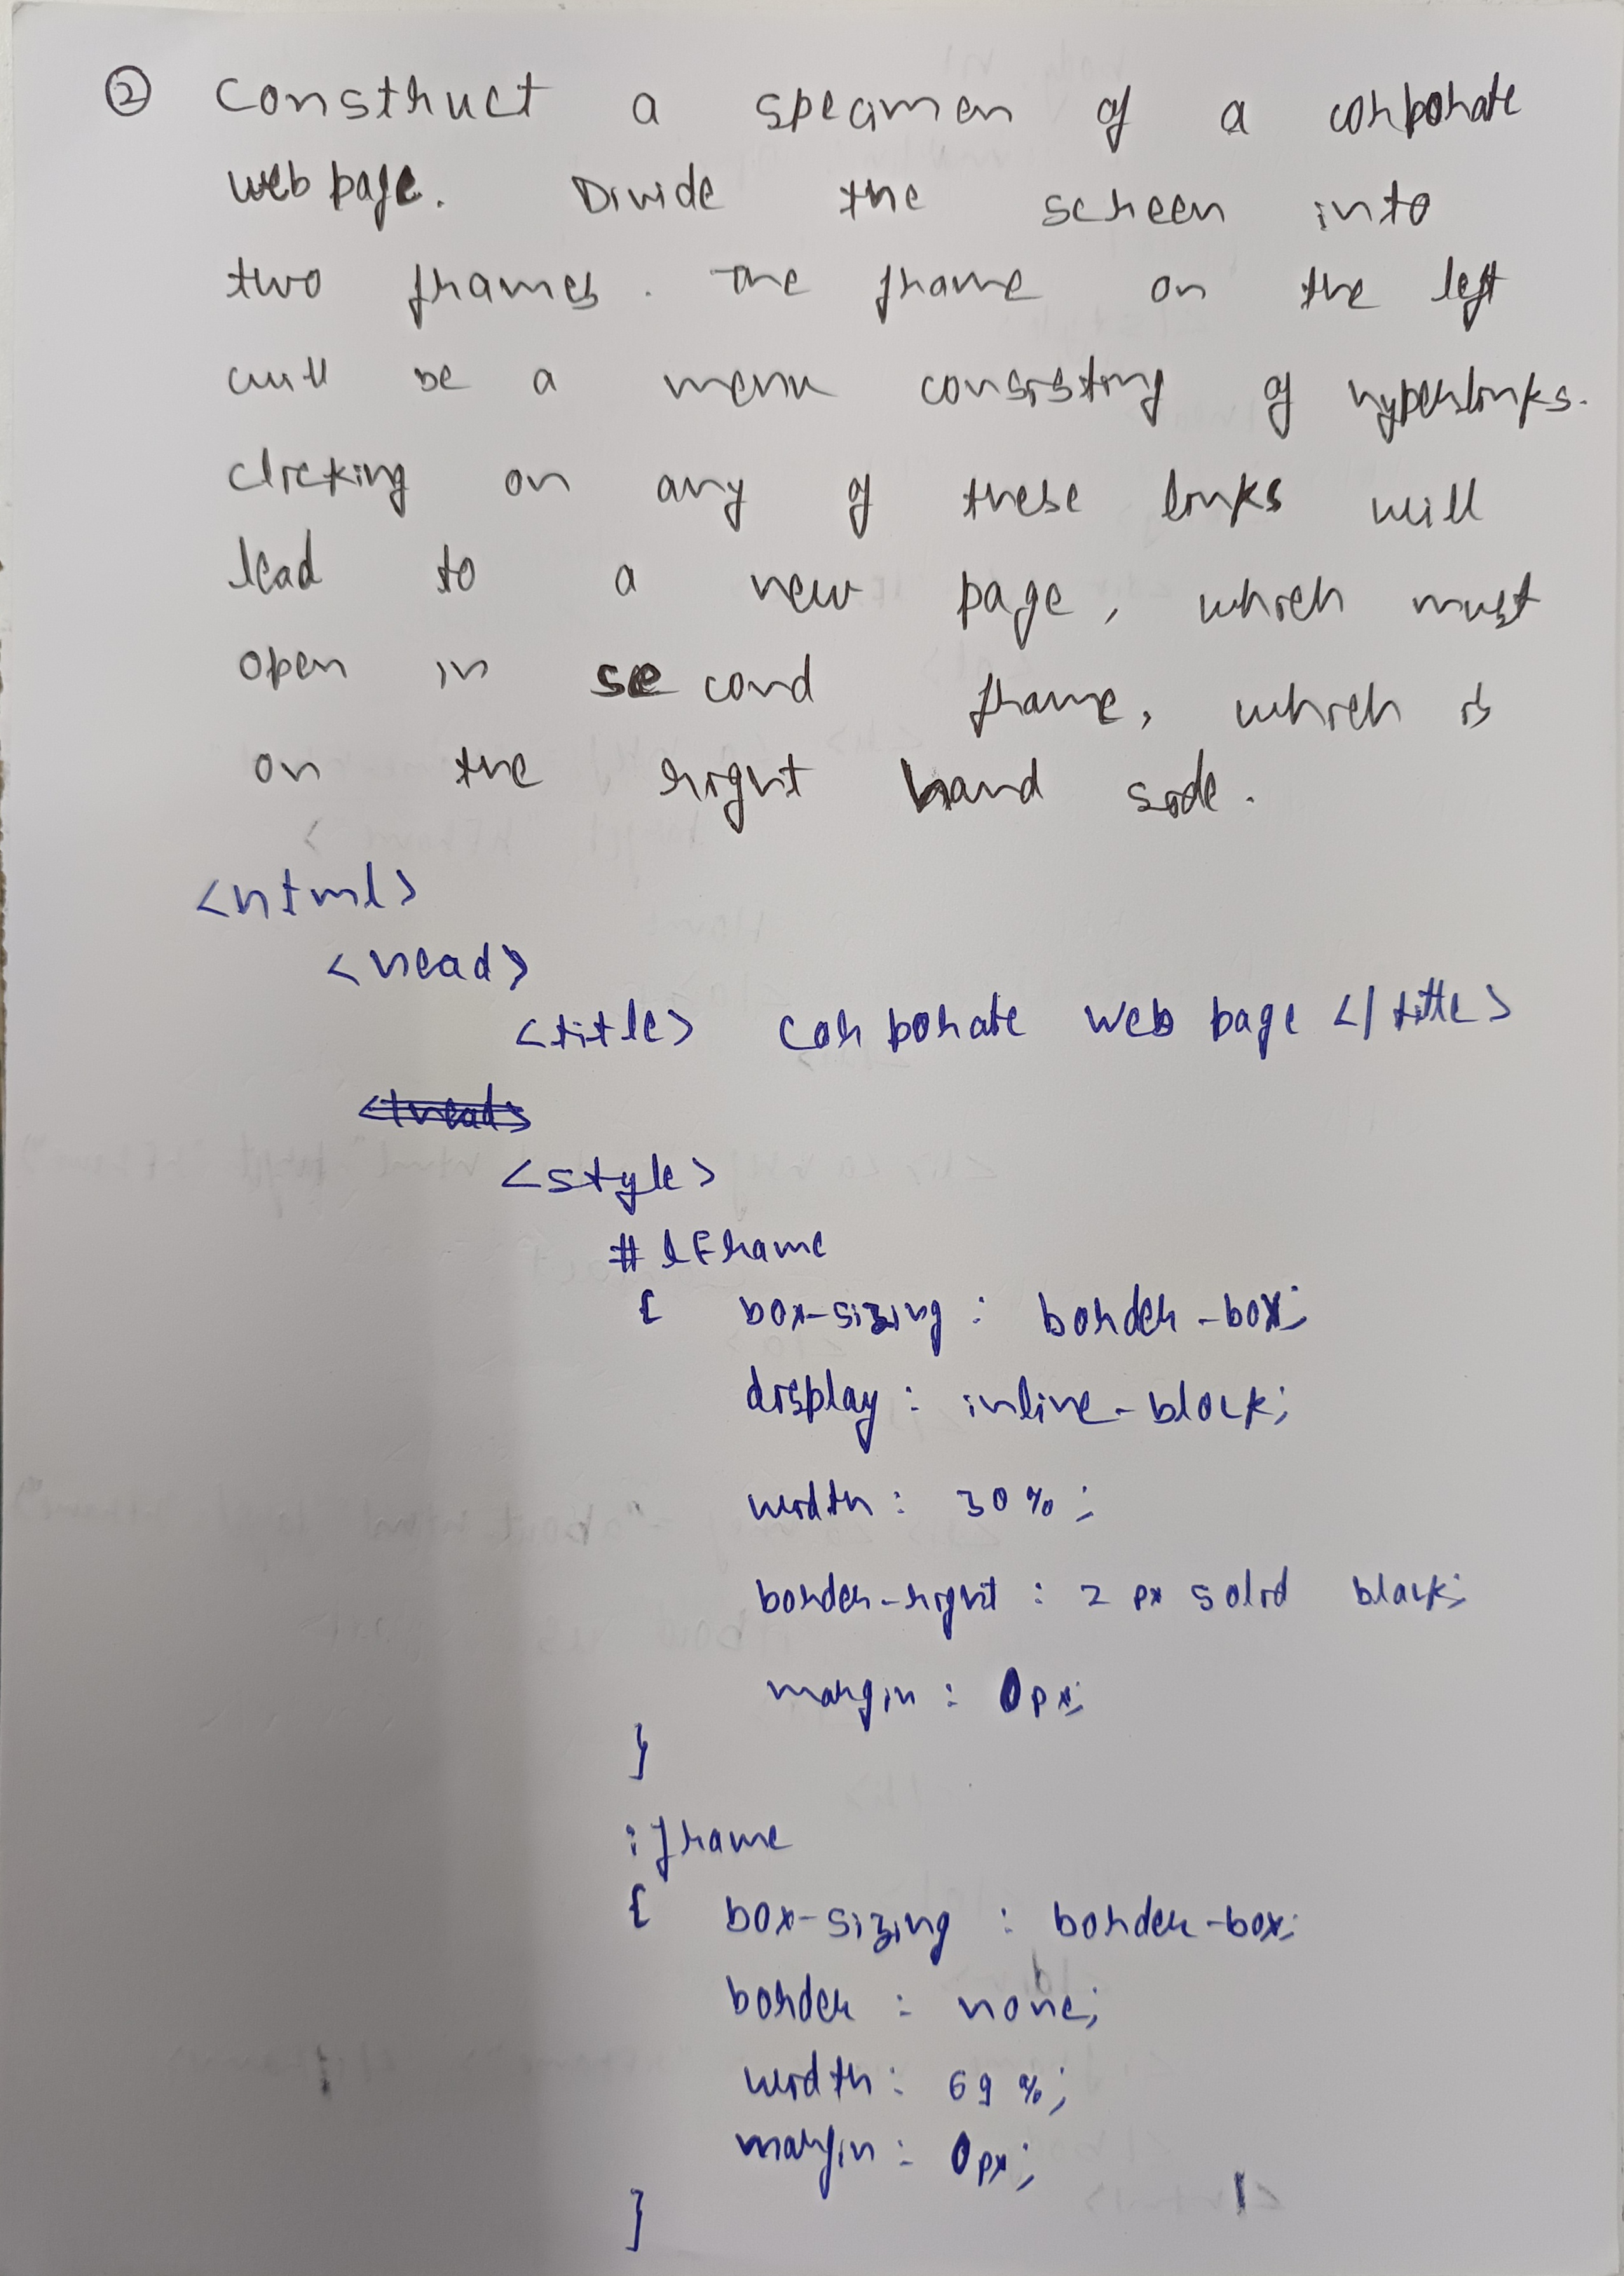 ② Construct a specimen of a corporate
web page. Divide the screen into
two frames. The frame on the left
will be a menu consisting of hyperlinks.
clicking on any of these links will
lead to a new page, which must
open in second frame, which is
on the right hand side.
<html>
<head>
<title> Corporate Web page </title>
<style>
#lFrame
{ box-sizing : border-box;
display : inline-block;
width : 30%;
border-right : 2px solid black;
margin : 0px;
}
iframe
{ box-sizing : border-box;
border : none;
width : 69%;
margin : 0px;
}